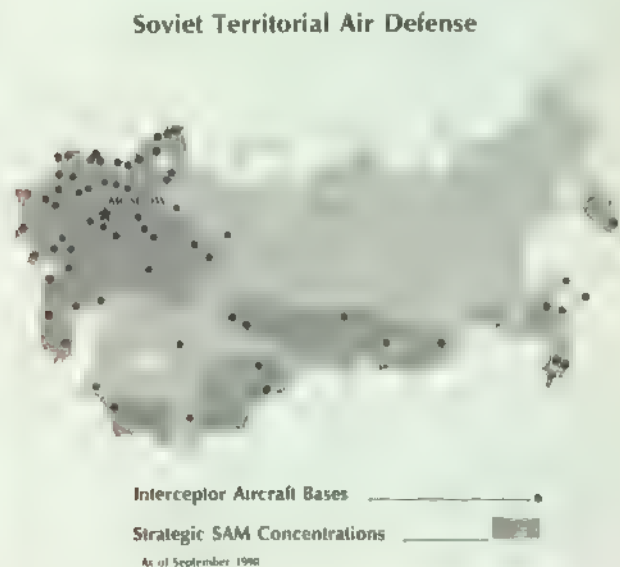 Soviet Territorial Air Defense
Interceptor Aircraft Bases
Strategic SAM Concentrations
As of September 1990